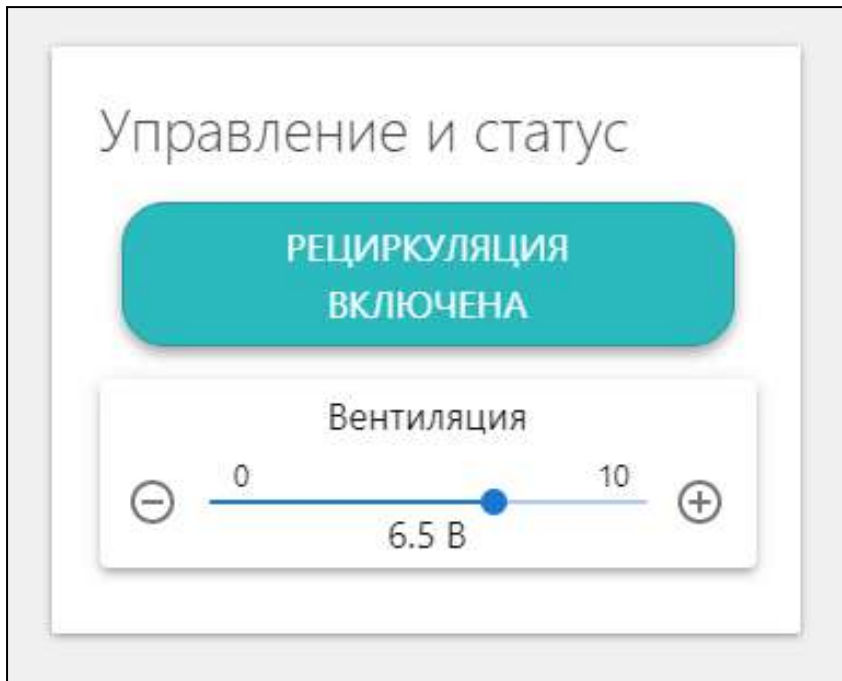 Управление и статус
РЕЦИРКУЛЯЦИЯ
ВКЛЮЧЕНА
Вентиляция
0 10
6.5 В